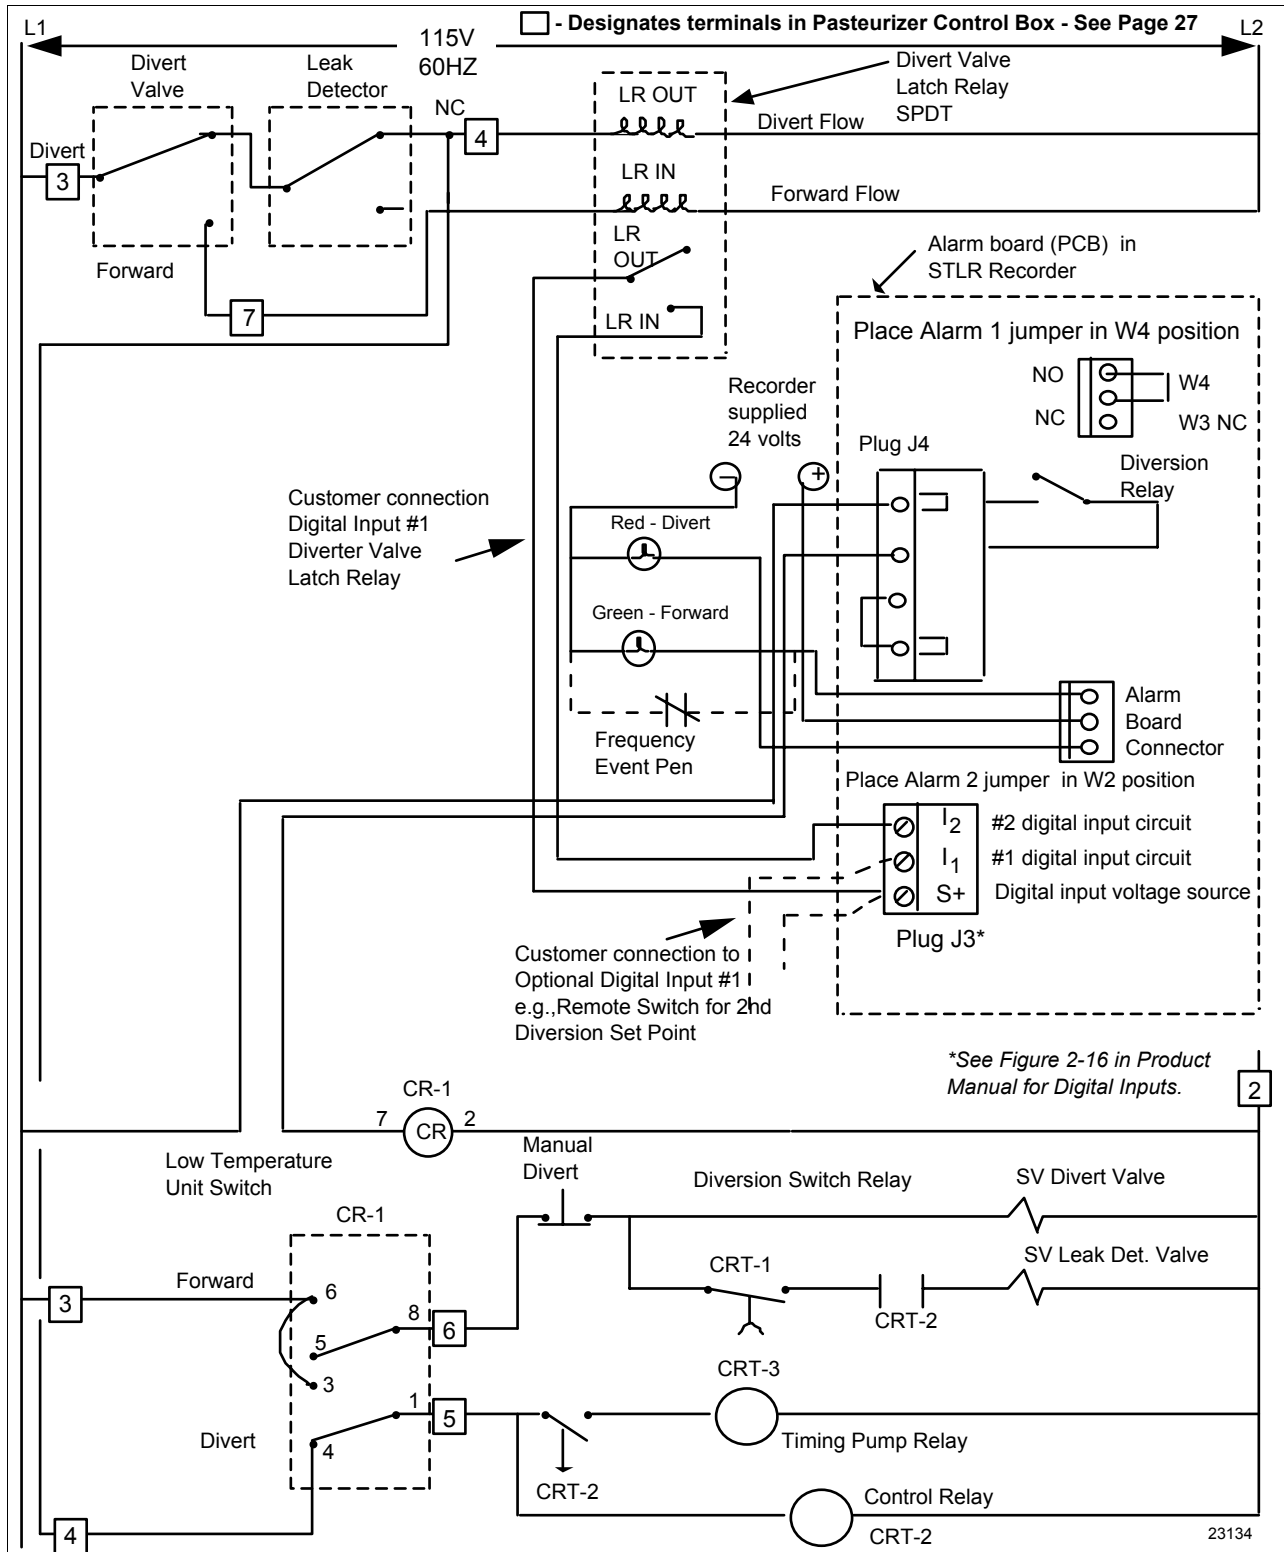 L1
- Designates terminals in Pasteurizer Control Box - See Page 27
L2
115V
60HZ
Divert
Valve
Leak
Detector
Divert Valve
Latch Relay
SPDT
NC
4
LR OUT
Divert Flow
Divert
3
LR IN
Forward Flow
Forward
7
LR
OUT
LR IN
Alarm board (PCB) in
STLR Recorder
Place Alarm 1 jumper in W4 position
NO
W4
NC
W3 NC
Recorder
supplied
24 volts
Plug J4
Diversion
Relay
–
+
Customer connection
Digital Input #1
Diverter Valve
Latch Relay
Red - Divert
Green - Forward
Frequency
Event Pen
Alarm
Board
Connector
Place Alarm 2 jumper in W2 position
I2
#2 digital input circuit
I1
#1 digital input circuit
S+
Digital input voltage source
Plug J3*
Customer connection to
Optional Digital Input #1
e.g.,Remote Switch for 2nd
Diversion Set Point
*See Figure 2-16 in Product
Manual for Digital Inputs.
2
CR-1
7
CR
2
Low Temperature
Unit Switch
Manual
Divert
Diversion Switch Relay
SV Divert Valve
CR-1
CRT-1
SV Leak Det. Valve
3
Forward
6
8
6
CRT-2
5
3
CRT-3
1
5
Divert
4
Timing Pump Relay
CRT-2
Control Relay
4
CRT-2
23134